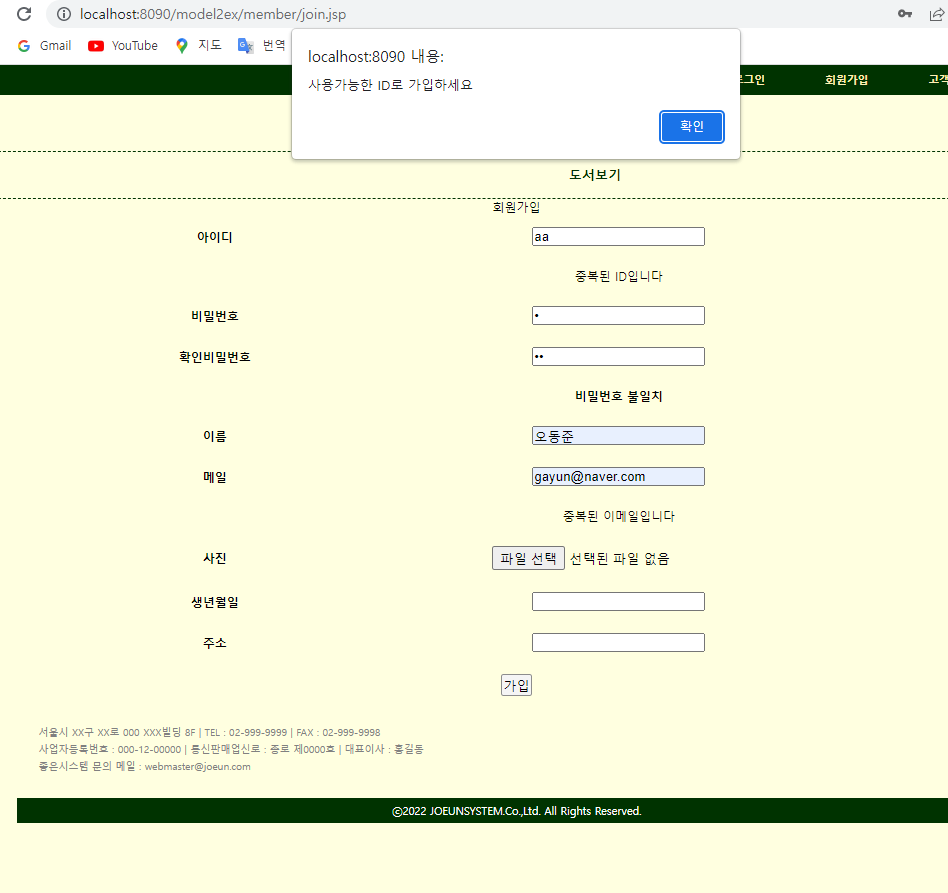 localhost:8090/model2ex/member/join.jsp
Gmail YouTube 지도 번역
localhost:8090 내용:
사용가능한 ID로 가입하세요
확인
회원가입
도서보기
회원가입
아이디 aa
중복된 ID입니다
비밀번호
확인비밀번호
비밀번호 불일치
이름 오동준
메일 gayun@naver.com
중복된 이메일입니다
사진 파일 선택 선택된 파일 없음
생년월일
주소
가입
서울시 XX구 XX로 000 XXX빌딩 8F | TEL : 02-999-9999 | FAX : 02-999-9998
사업자등록번호 : 000-12-00000 | 통신판매업신로 : 종로 제0000호 | 대표이사 : 홍길동
좋은시스템 문의 메일 : webmaster@joeun.com
©2022 JOEUNSYSTEM.Co.,Ltd. All Rights Reserved.